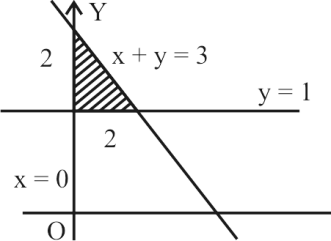 Y
2
x + y = 3
y = 1
2
x = 0
O